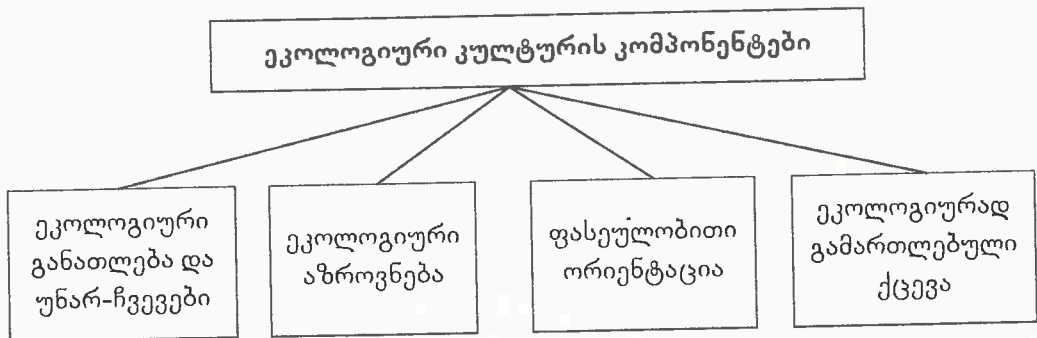 ეკოლოგიური კულტურის კომპონენტები
ეკოლოგიური
განათლება და
უნარ-ჩვევები
ეკოლოგიური
აზროვნება
ფასეულობითი
ორიენტაცია
ეკოლოგიურად
გამართლებული
ქცევა